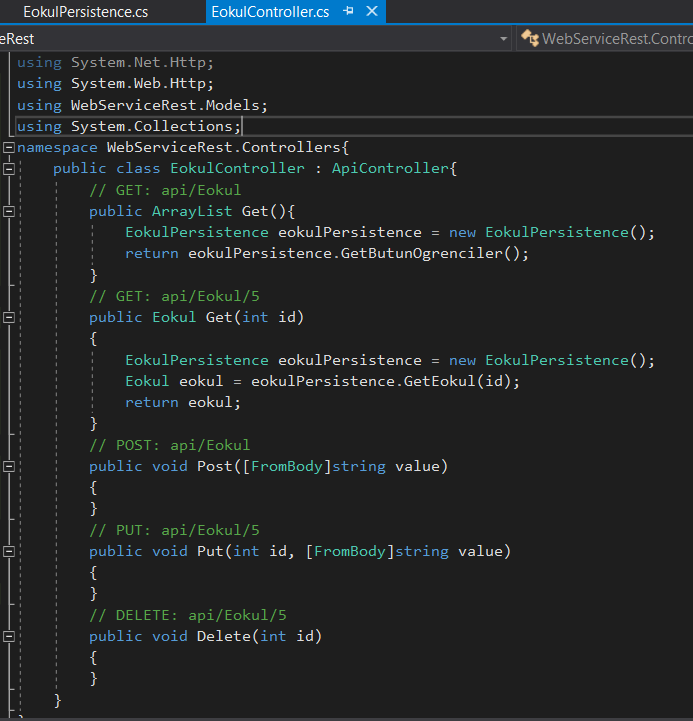 EokulPersistence.cs EokulController.cs
eRest WebServiceRest.Contro
using System.Net.Http;
using System.Web.Http;
using WebServiceRest.Models;
using System.Collections;
namespace WebServiceRest.Controllers{
public class EokulController : ApiController{
// GET: api/Eokul
public ArrayList Get(){
EokulPersistence eokulPersistence = new EokulPersistence();
return eokulPersistence.GetButunOgrenciler();
}
// GET: api/Eokul/5
public Eokul Get(int id)
{
EokulPersistence eokulPersistence = new EokulPersistence();
Eokul eokul = eokulPersistence.GetEokul(id);
return eokul;
}
// POST: api/Eokul
public void Post([FromBody]string value)
{
}
// PUT: api/Eokul/5
public void Put(int id, [FromBody]string value)
{
}
// DELETE: api/Eokul/5
public void Delete(int id)
{
}
}